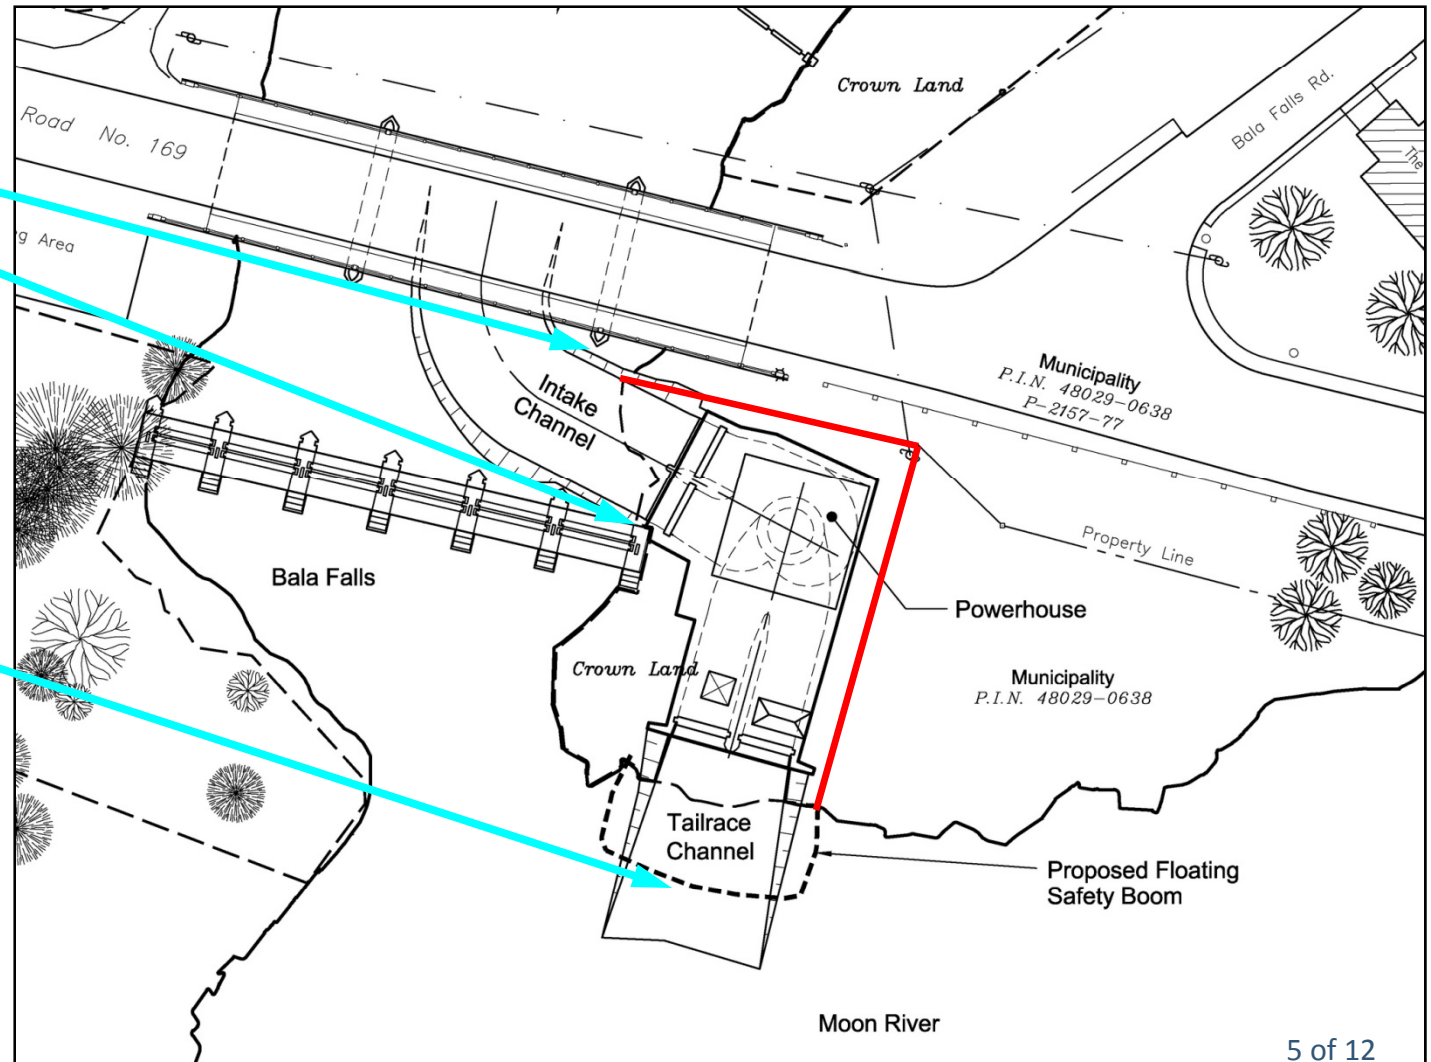 Crown Land
Road No. 169
Bala Falls Rd.
The
g Area
Municipality
P.I.N. 48029-0638
P-2157-77
Intake
Channel
Property Line
Bala Falls
Powerhouse
Crown Land
Municipality
P.I.N. 48029-0638
Tailrace
Channel
Proposed Floating
Safety Boom
Moon River
5 of 12